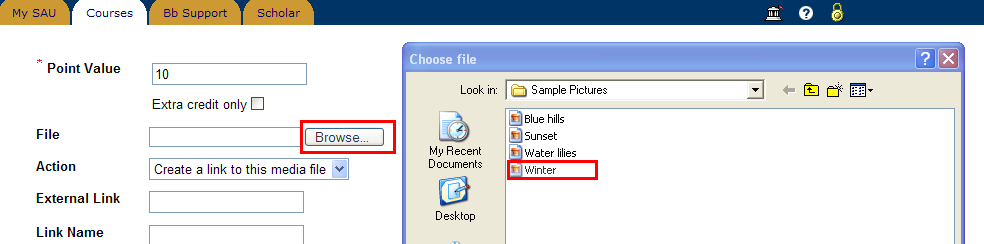 My SAU Courses Bb Support Scholar
* Point Value 10
Extra credit only
File Browse...
Action Create a link to this media file
External Link
Link Name
Choose file
Look in: Sample Pictures
My Recent
Documents
Desktop
Blue hills
Sunset
Water lilies
Winter